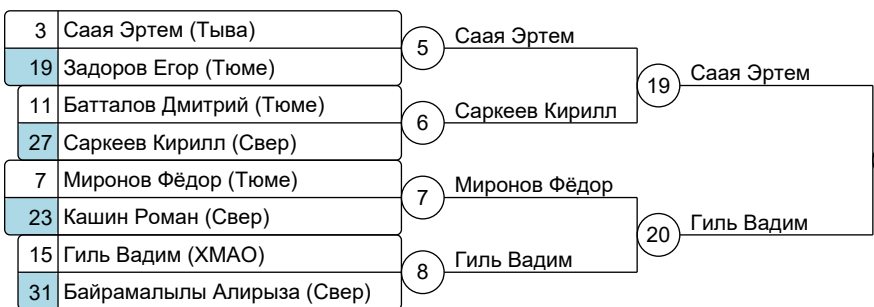 3 Саая Эртем (Тыва)
19 Задоров Егор (Тюме)
5 Саая Эртем
11 Батталов Дмитрий (Тюме)
27 Саркеев Кирилл (Свер)
6 Саркеев Кирилл
19 Саая Эртем
7 Миронов Фёдор (Тюме)
23 Кашин Роман (Свер)
7 Миронов Фёдор
15 Гиль Вадим (ХМАО)
31 Байрамалылы Алирыза (Свер)
8 Гиль Вадим
20 Гиль Вадим